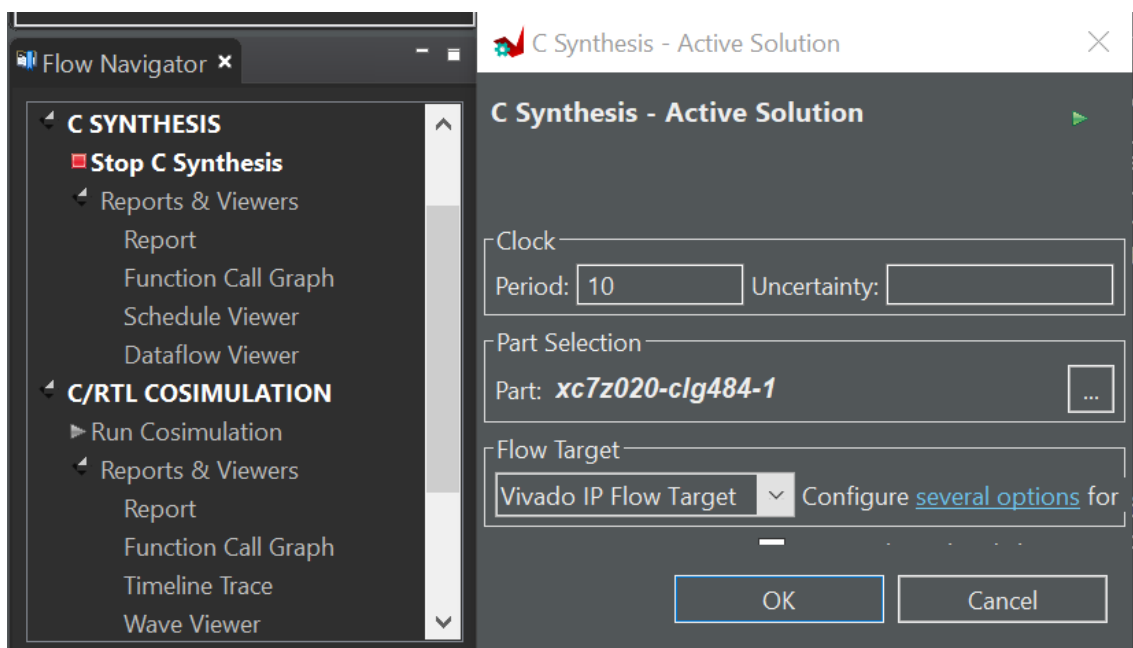 Flow Navigator
C SYNTHESIS
Stop C Synthesis
Reports & Viewers
Report
Function Call Graph
Schedule Viewer
Dataflow Viewer
C/RTL COSIMULATION
Run Cosimulation
Reports & Viewers
Report
Function Call Graph
Timeline Trace
Wave Viewer
C Synthesis - Active Solution
C Synthesis - Active Solution
Clock
Period: 10 Uncertainty:
Part Selection
Part: xc7z020-clg484-1 ...
Flow Target
Vivado IP Flow Target Configure several options for
OK Cancel